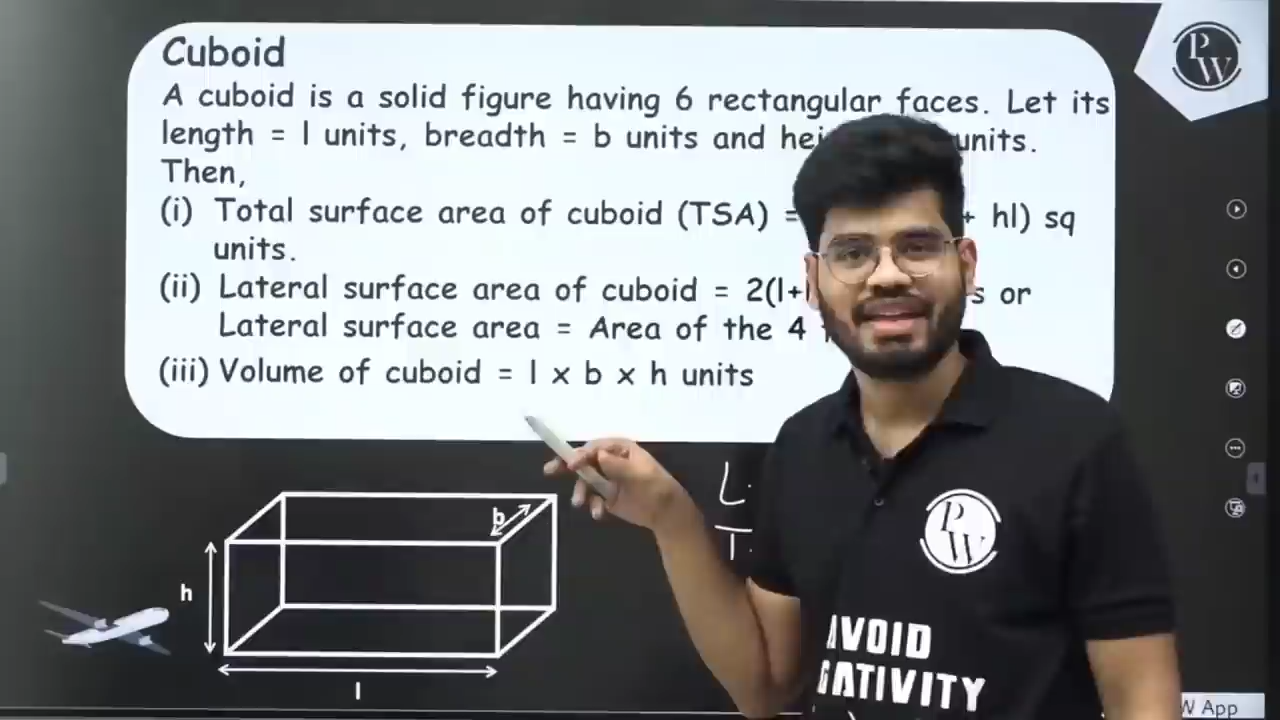 Cuboid
P
W
A cuboid is a solid figure having 6 rectangular faces. Let its
length = l units, breadth = b units and units.
Then,
(i) Total surface area of cuboid (TSA) = + hl) sq
units.
(ii) Lateral surface area of cuboid = 2(l+ or
Lateral surface area = Area of the 4
(iii) Volume of cuboid = l x b x h units
b
h
l
L.
T.
P
W
AVOID
GATIVITY
W App